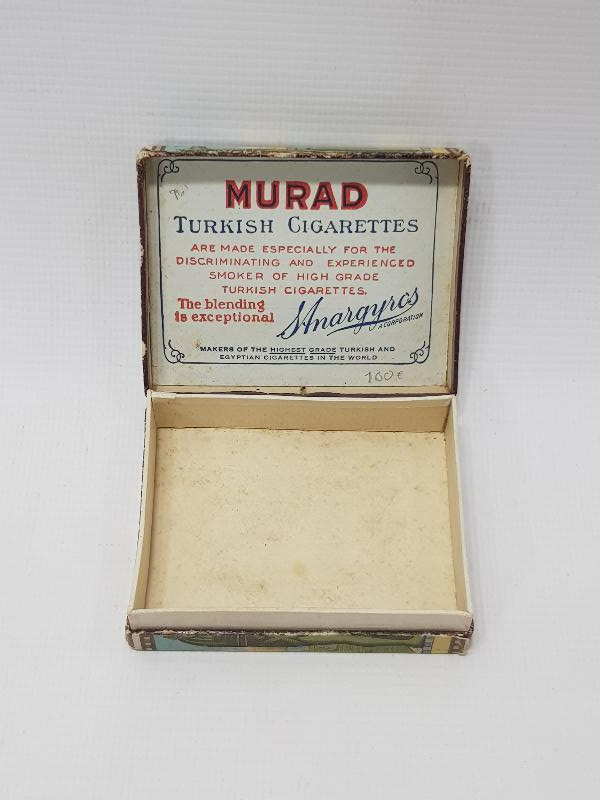 MURAD
TURKISH CIGARETTES
ARE MADE ESPECIALLY FOR THE
DISCRIMINATING AND EXPERIENCED
SMOKER OF HIGH GRADE
TURKISH CIGARETTES.
The blending
is exceptional
S. Anargyros
A CORPORATION
MAKERS OF THE HIGHEST GRADE TURKISH AND
EGYPTIAN CIGARETTES IN THE WORLD
100€